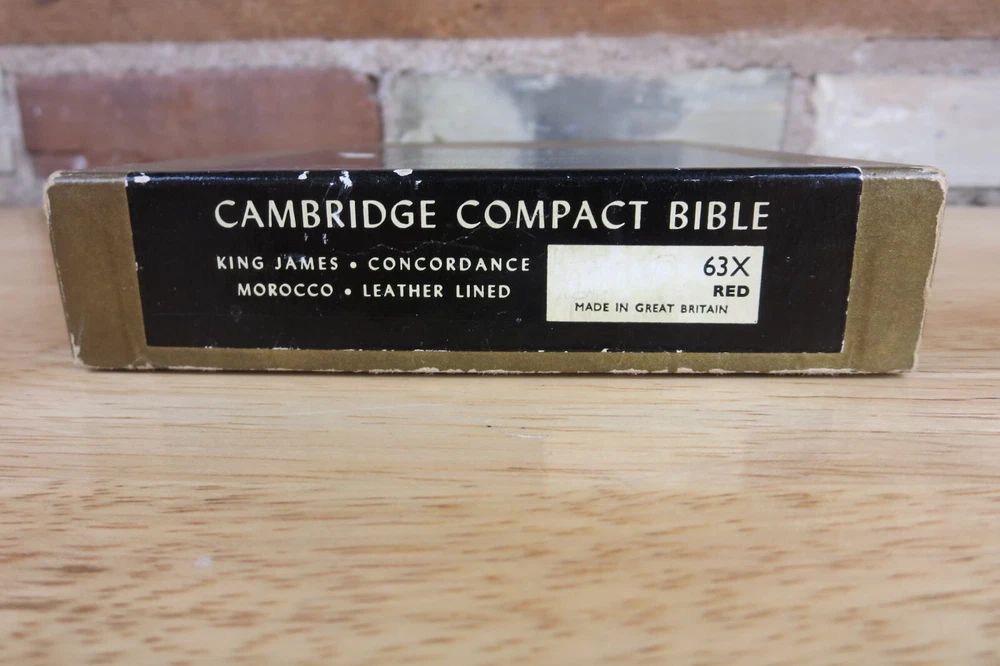 CAMBRIDGE COMPACT BIBLE
KING JAMES • CONCORDANCE
MOROCCO • LEATHER LINED
63X
RED
MADE IN GREAT BRITAIN